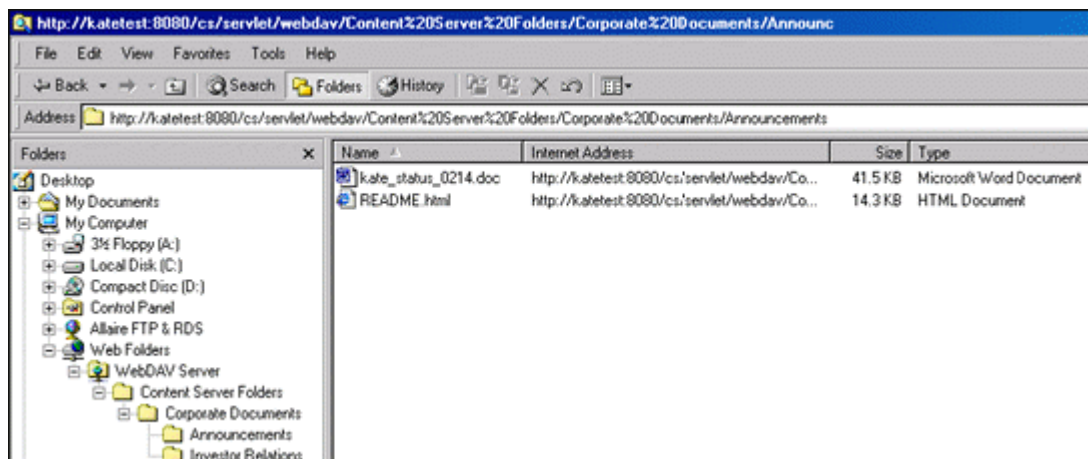 http://katetest:8080/cs/servlet/webdav/Content%20Server%20Folders/Corporate%20Documents/Announc
File Edit View Favorites Tools Help
Back Search Folders History
Address http://katetest:8080/cs/servlet/webdav/Content%20Server%20Folders/Corporate%20Documents/Announcements
Folders x Name Internet Address Size Type
Desktop kate_status_0214.doc http://katetest:8080/cs/servlet/webdav/Co... 41.5 KB Microsoft Word Document
My Documents README.html http://katetest:8080/cs/servlet/webdav/Co... 14.3 KB HTML Document
My Computer
3½ Floppy (A:)
Local Disk (C:)
Compact Disc (D:)
Control Panel
Allaire FTP & RDS
Web Folders
WebDAV Server
Content Server Folders
Corporate Documents
Announcements
Investor Relations